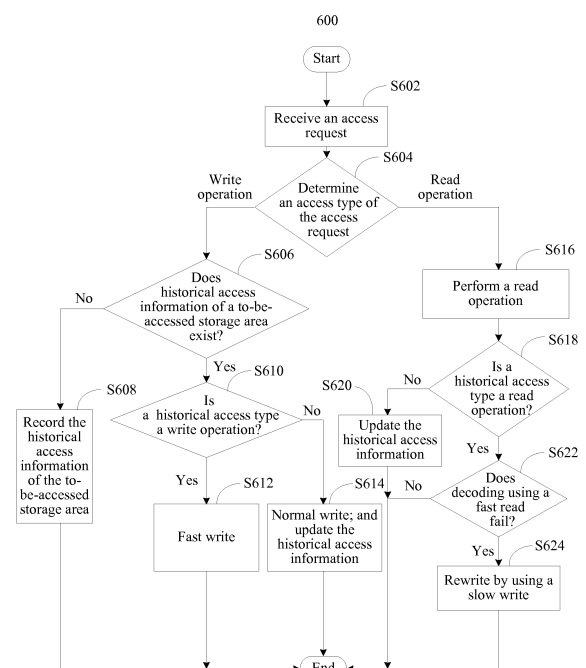 600
Start
S602
Receive an access
request
S604
Write
operation
Determine
an access type of
the access
request
Read
operation
S606
Does
historical access
information of a to-be-
accessed storage area
exist?
No
Yes
S616
Perform a read
operation
S618
Is a
historical access
type a read
operation?
No
Yes
S608
Record the
historical
access
information
of the to-
be-accessed
storage area
S610
Is
a historical access type
a write operation?
No
Yes
S612
Fast write
S614
Normal write; and
update the
historical access
information
S620
Update the
historical access
information
S622
Does
decoding using a
fast read
fail?
No
Yes
S624
Rewrite by using a
slow write
End